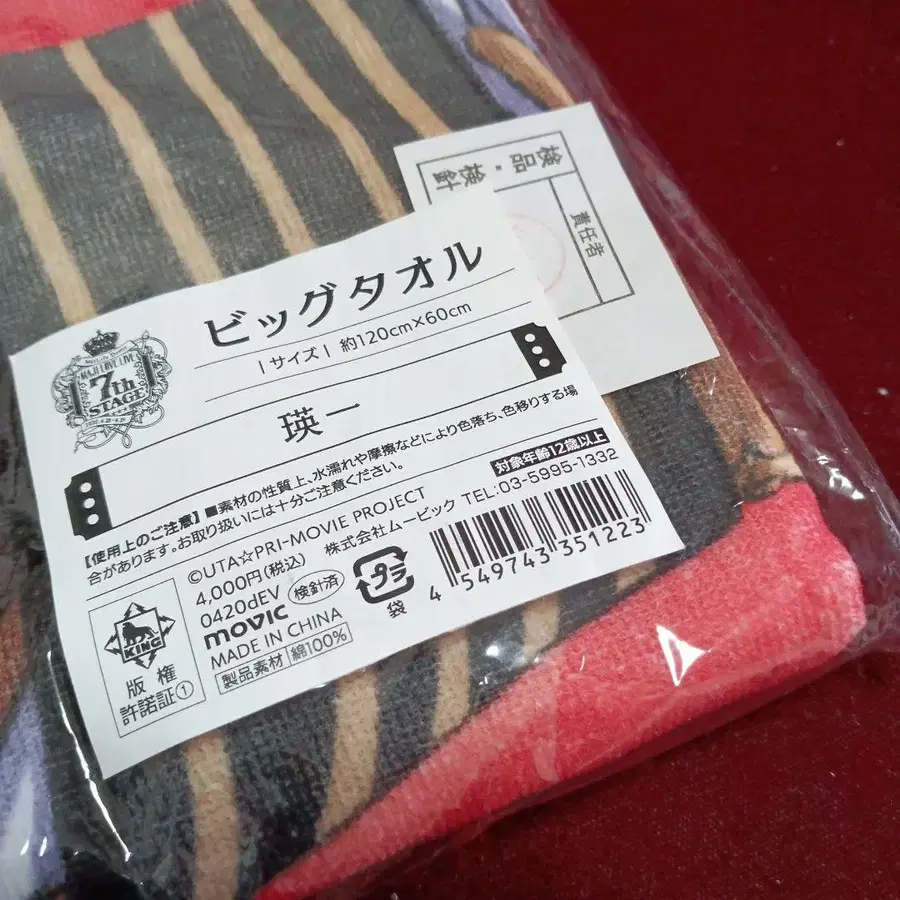 検品・検針
責任者
ビッグタオル
|サイズ| 約120cm×60cm
MAJI LOVE LIVE
7th
STAGE
瑛一
【使用上のご注意】■素材の性質上、水濡れや摩擦などにより色落ち、色移りする場
合があります。お取り扱いには十分ご注意ください。
対象年齢12歳以上
©UTA☆PRI-MOVIE PROJECT
株式会社ムービック TEL:03-5995-1332
4,000円(税込)
0420dEV 検針済
movic
MADE IN CHINA
製品素材 綿100%
プラ
袋
4 549743 351223
KING
版権
許諾証①